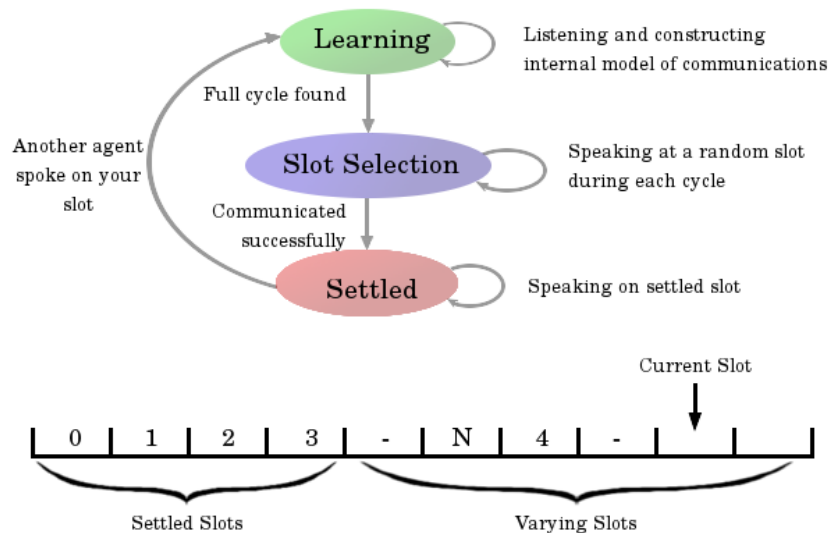 Learning
Listening and constructing
internal model of communications
Full cycle found
Another agent
spoke on your
slot
Slot Selection
Speaking at a random slot
during each cycle
Communicated
successfully
Settled
Speaking on settled slot
Current Slot
0 1 2 3 - N 4 -
Settled Slots
Varying Slots